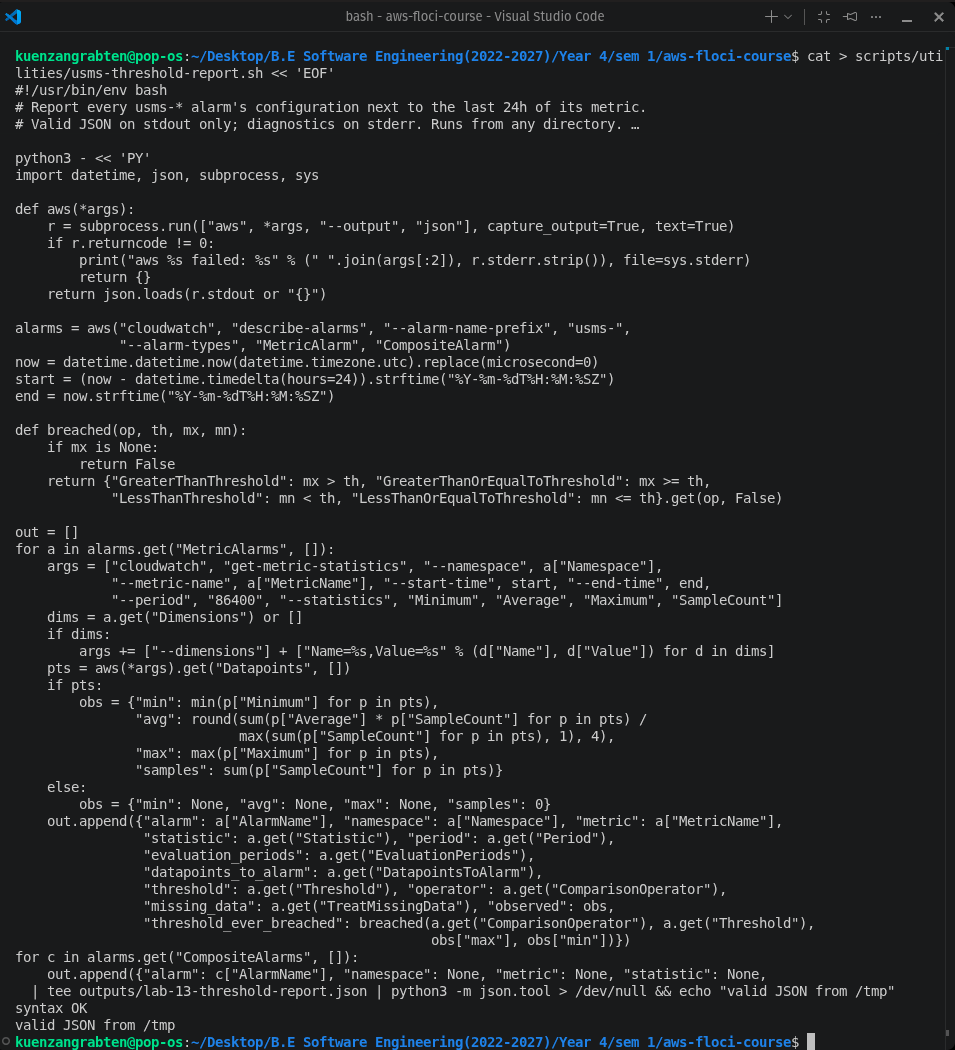 bash - aws-floci-course - Visual Studio Code
kuenzangrabten@pop-os:~/Desktop/B.E Software Engineering(2022-2027)/Year 4/sem 1/aws-floci-course$ cat > scripts/uti
lities/usms-threshold-report.sh << 'EOF'
#!/usr/bin/env bash
# Report every usms-* alarm's configuration next to the last 24h of its metric.
# Valid JSON on stdout only; diagnostics on stderr. Runs from any directory. …

python3 - << 'PY'
import datetime, json, subprocess, sys

def aws(*args):
    r = subprocess.run(["aws", *args, "--output", "json"], capture_output=True, text=True)
    if r.returncode != 0:
        print("aws %s failed: %s" % (" ".join(args[:2]), r.stderr.strip()), file=sys.stderr)
        return {}
    return json.loads(r.stdout or "{}")

alarms = aws("cloudwatch", "describe-alarms", "--alarm-name-prefix", "usms-",
             "--alarm-types", "MetricAlarm", "CompositeAlarm")
now = datetime.datetime.now(datetime.timezone.utc).replace(microsecond=0)
start = (now - datetime.timedelta(hours=24)).strftime("%Y-%m-%dT%H:%M:%SZ")
end = now.strftime("%Y-%m-%dT%H:%M:%SZ")

def breached(op, th, mx, mn):
    if mx is None:
        return False
    return {"GreaterThanThreshold": mx > th, "GreaterThanOrEqualToThreshold": mx >= th,
            "LessThanThreshold": mn < th, "LessThanOrEqualToThreshold": mn <= th}.get(op, False)

out = []
for a in alarms.get("MetricAlarms", []):
    args = ["cloudwatch", "get-metric-statistics", "--namespace", a["Namespace"],
            "--metric-name", a["MetricName"], "--start-time", start, "--end-time", end,
            "--period", "86400", "--statistics", "Minimum", "Average", "Maximum", "SampleCount"]
    dims = a.get("Dimensions") or []
    if dims:
        args += ["--dimensions"] + ["Name=%s,Value=%s" % (d["Name"], d["Value"]) for d in dims]
    pts = aws(*args).get("Datapoints", [])
    if pts:
        obs = {"min": min(p["Minimum"] for p in pts),
               "avg": round(sum(p["Average"] * p["SampleCount"] for p in pts) /
                            max(sum(p["SampleCount"] for p in pts), 1), 4),
               "max": max(p["Maximum"] for p in pts),
               "samples": sum(p["SampleCount"] for p in pts)}
    else:
        obs = {"min": None, "avg": None, "max": None, "samples": 0}
    out.append({"alarm": a["AlarmName"], "namespace": a["Namespace"], "metric": a["MetricName"],
                "statistic": a.get("Statistic"), "period": a.get("Period"),
                "evaluation_periods": a.get("EvaluationPeriods"),
                "datapoints_to_alarm": a.get("DatapointsToAlarm"),
                "threshold": a.get("Threshold"), "operator": a.get("ComparisonOperator"),
                "missing_data": a.get("TreatMissingData"), "observed": obs,
                "threshold_ever_breached": breached(a.get("ComparisonOperator"), a.get("Threshold"),
                                                    obs["max"], obs["min"])})
for c in alarms.get("CompositeAlarms", []):
    out.append({"alarm": c["AlarmName"], "namespace": None, "metric": None, "statistic": None,
  | tee outputs/lab-13-threshold-report.json | python3 -m json.tool > /dev/null && echo "valid JSON from /tmp"
syntax OK
valid JSON from /tmp
kuenzangrabten@pop-os:~/Desktop/B.E Software Engineering(2022-2027)/Year 4/sem 1/aws-floci-course$